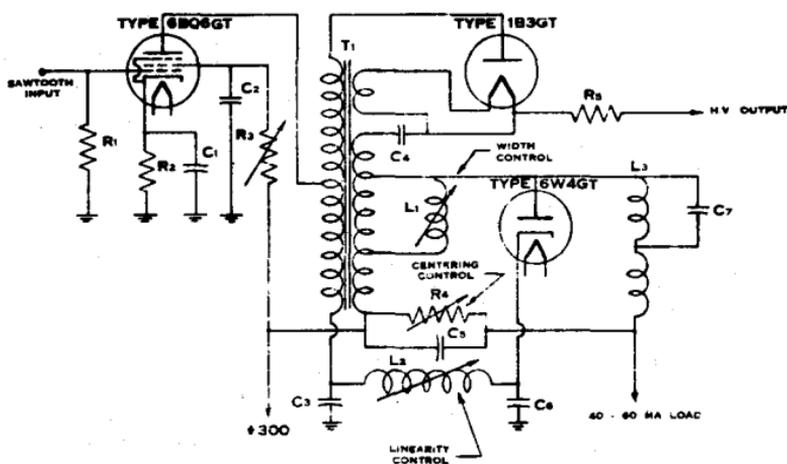 TYPE 6BQ6GT
TYPE 1B3GT
T1
SAWTOOTH
INPUT
C2
R1
R2
C1
R3
R5
H.V. OUTPUT
C4
WIDTH
CONTROL
TYPE 6W4GT
L1
L3
C7
CENTERING
CONTROL
R4
C5
L2
C3
C6
+300
40 - 60 MA LOAD
LINEARITY
CONTROL